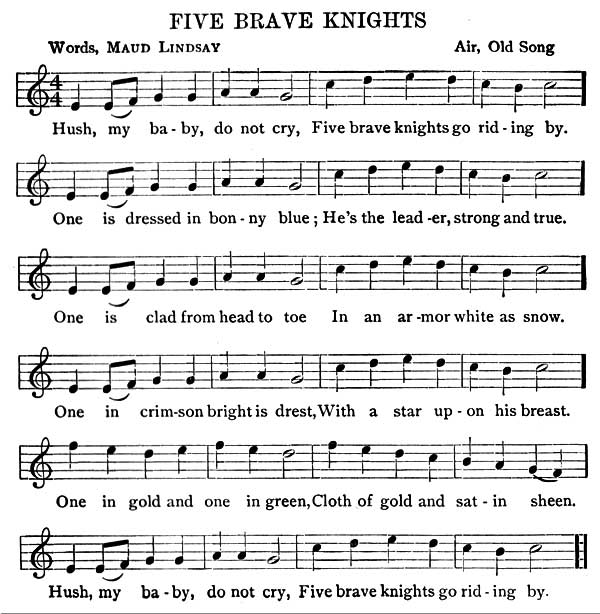 FIVE BRAVE KNIGHTS
Words, MAUD LINDSAY Air, Old Song
4
4
Hush, my ba - by, do not cry, Five brave knights go rid - ing by.
One is dressed in bon - ny blue; He's the lead - er, strong and true.
One is clad from head to toe In an ar - mor white as snow.
One in crim - son bright is drest, With a star up - on his breast.
One in gold and one in green, Cloth of gold and sat - in sheen.
Hush, my ba - by, do not cry, Five brave knights go rid - ing by.